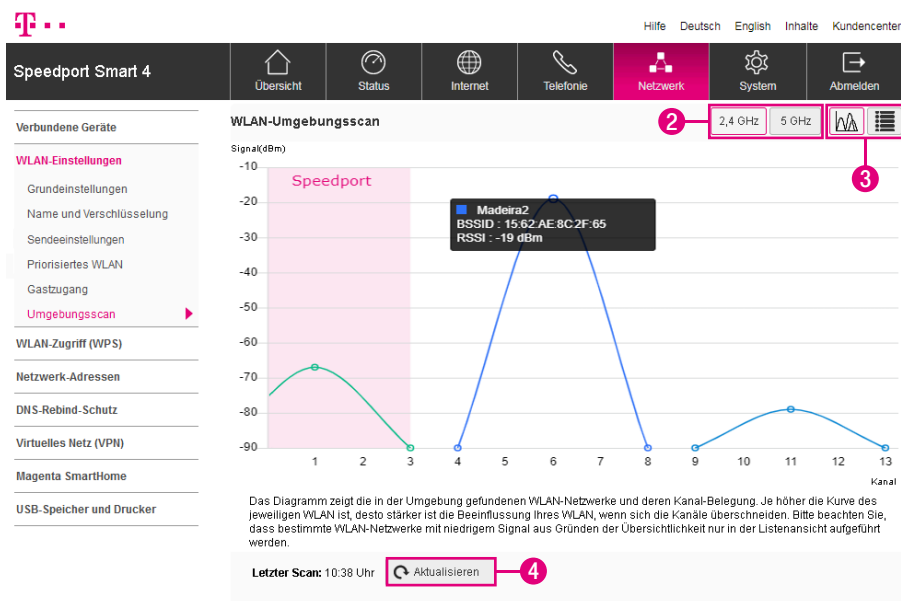 T
Hilfe Deutsch English Inhalte Kundencenter
Speedport Smart 4
Übersicht Status Internet Telefonie Netzwerk System Abmelden
Verbundene Geräte
WLAN-Einstellungen
Grundeinstellungen
Name und Verschlüsselung
Sendeeinstellungen
Priorisiertes WLAN
Gastzugang
Umgebungsscan
WLAN-Zugriff (WPS)
Netzwerk-Adressen
DNS-Rebind-Schutz
Virtuelles Netz (VPN)
Magenta SmartHome
USB-Speicher und Drucker
WLAN-Umgebungsscan
2
2,4 GHz 5 GHz
3
Signal(dBm)
-10
-20
-30
-40
-50
-60
-70
-80
-90
Speedport
Madeira2
BSSID : 15:62:AE:8C:2F:65
RSSI : -19 dBm
1 2 3 4 5 6 7 8 9 10 11 12 13
Kanal
Das Diagramm zeigt die in der Umgebung gefundenen WLAN-Netzwerke und deren Kanal-Belegung. Je höher die Kurve des
jeweiligen WLAN ist, desto stärker ist die Beeinflussung Ihres WLAN, wenn sich die Kanäle überschneiden. Bitte beachten Sie,
dass bestimmte WLAN-Netzwerke mit niedrigem Signal aus Gründen der Übersichtlichkeit nur in der Listenansicht aufgeführt
werden.
Letzter Scan: 10:38 Uhr Aktualisieren
4